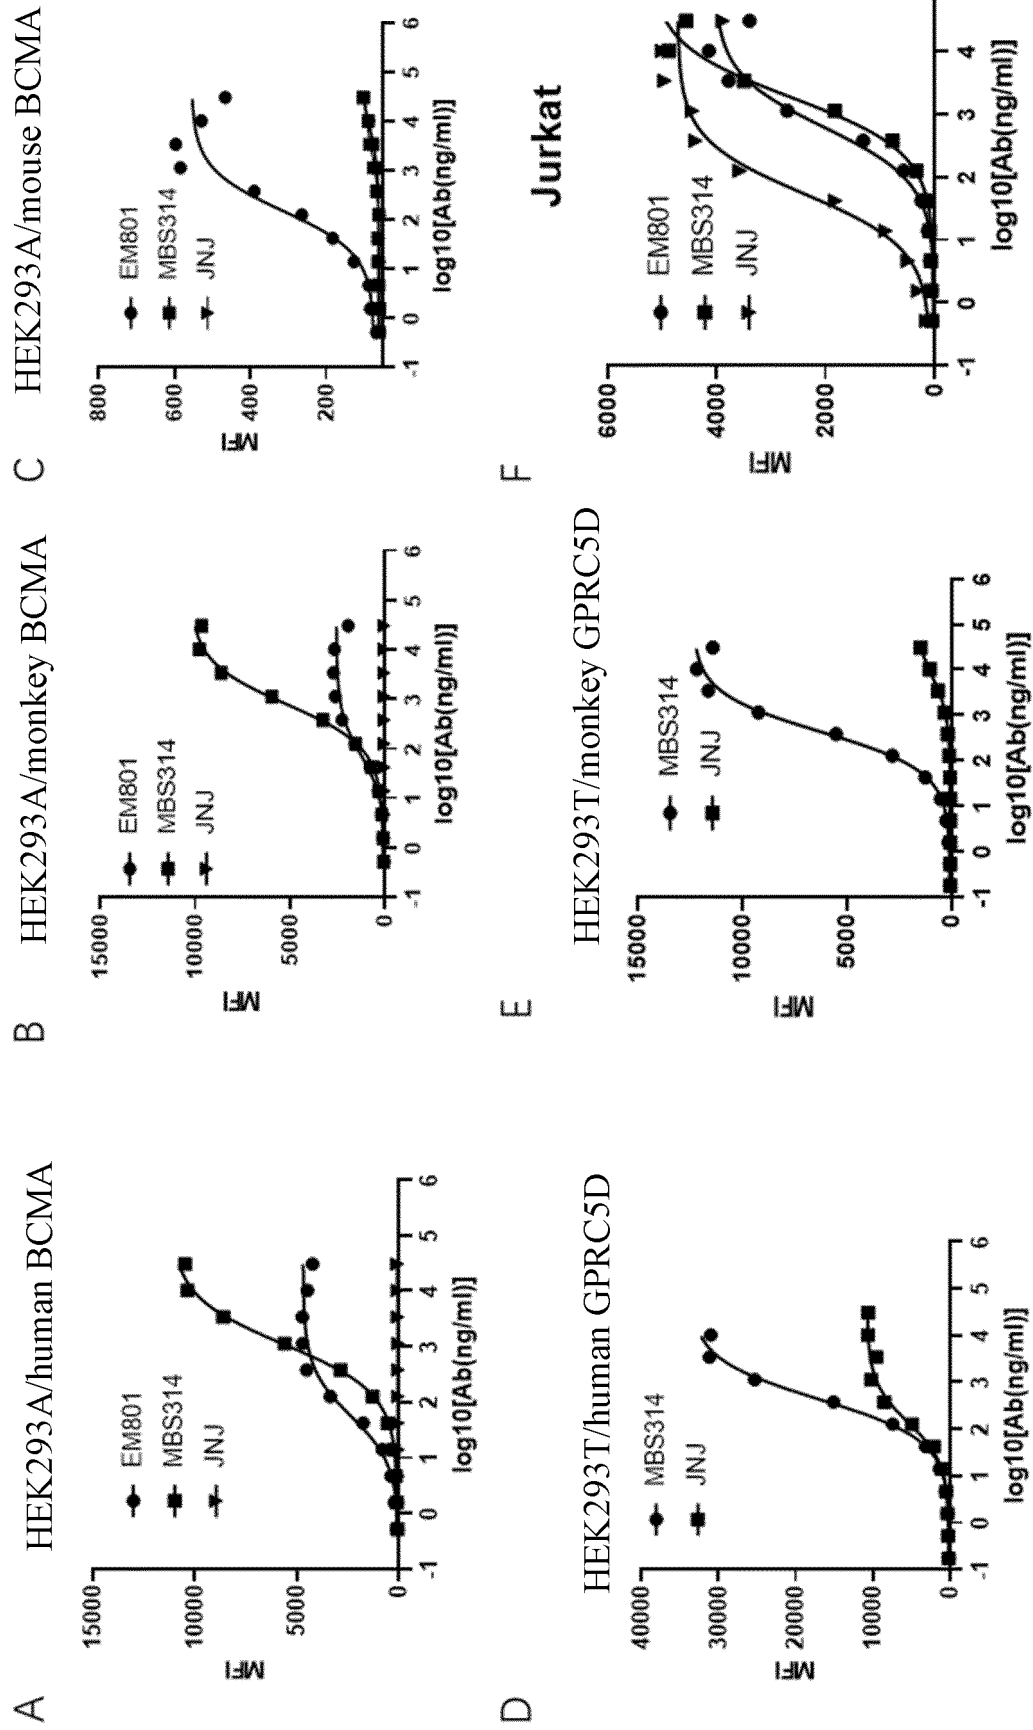 A
HEK293A/human BCMA
EM801
MBS314
JNJ
15000
10000
5000
0
MFI
-1 0 1 2 3 4 5 6
log10[Ab(ng/ml)]
B
HEK293A/monkey BCMA
EM801
MBS314
JNJ
15000
10000
5000
0
MFI
-1 0 1 2 3 4 5 6
log10[Ab(ng/ml)]
C
HEK293A/mouse BCMA
EM801
MBS314
JNJ
800
600
400
200
MFI
-1 0 1 2 3 4 5 6
log10[Ab(ng/ml)]
D
HEK293T/human GPRC5D
MBS314
JNJ
40000
30000
20000
10000
0
MFI
-1 0 1 2 3 4 5 6
log10[Ab(ng/ml)]
E
HEK293T/monkey GPRC5D
MBS314
JNJ
15000
10000
5000
0
MFI
-1 0 1 2 3 4 5 6
log10[Ab(ng/ml)]
F
Jurkat
EM801
MBS314
JNJ
6000
4000
2000
0
MFI
-1 0 1 2 3 4
log10[Ab(ng/ml)]